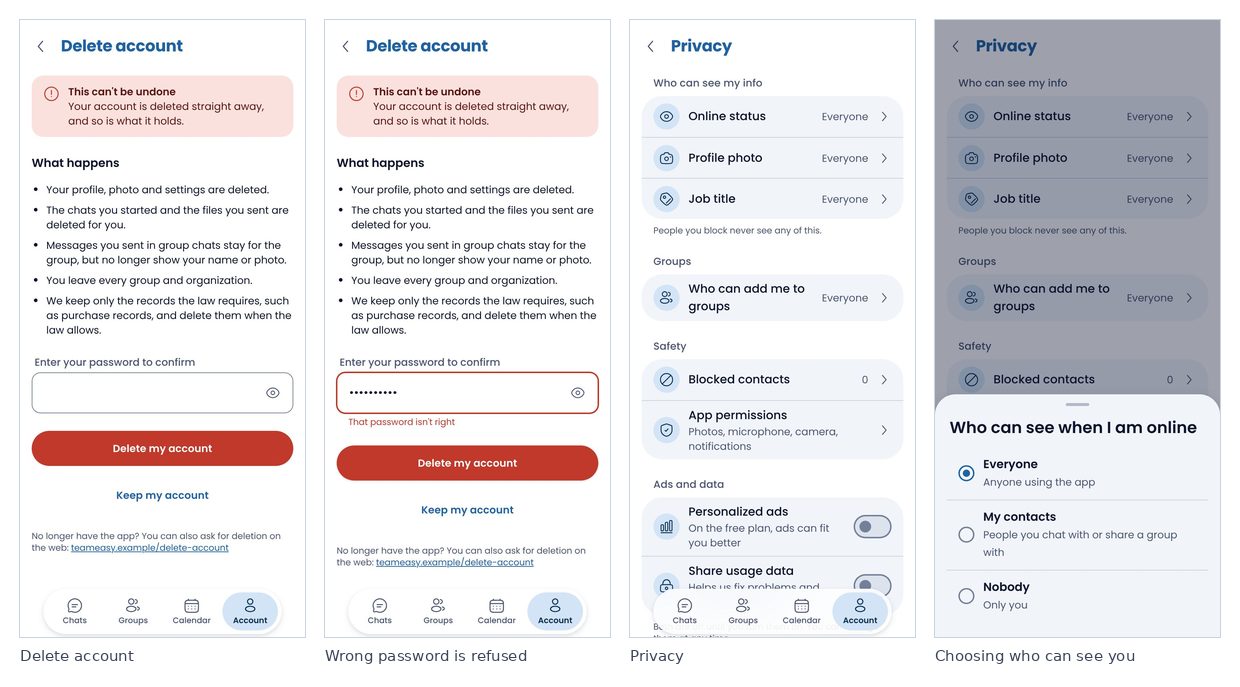 Delete account
This can't be undone
Your account is deleted straight away,
and so is what it holds.
What happens
• Your profile, photo and settings are deleted.
• The chats you started and the files you sent are
deleted for you.
• Messages you sent in group chats stay for the
group, but no longer show your name or photo.
• You leave every group and organization.
• We keep only the records the law requires, such
as purchase records, and delete them when the
law allows.
Enter your password to confirm
Delete my account
Keep my account
No longer have the app? You can also ask for deletion on
the web: teameasy.example/delete-account
Chats
Groups
Calendar
Account
Delete account
Delete account
This can't be undone
Your account is deleted straight away,
and so is what it holds.
What happens
• Your profile, photo and settings are deleted.
• The chats you started and the files you sent are
deleted for you.
• Messages you sent in group chats stay for the
group, but no longer show your name or photo.
• You leave every group and organization.
• We keep only the records the law requires, such
as purchase records, and delete them when the
law allows.
Enter your password to confirm
••••••••••
That password isn't right
Delete my account
Keep my account
No longer have the app? You can also ask for deletion on
the web: teameasy.example/delete-account
Chats
Groups
Calendar
Account
Wrong password is refused
Privacy
Who can see my info
Online status Everyone
Profile photo Everyone
Job title Everyone
People you block never see any of this.
Groups
Who can add me to
groups
Everyone
Safety
Blocked contacts 0
App permissions
Photos, microphone, camera,
notifications
Ads and data
Personalized ads
On the free plan, ads can fit
you better
Share usage data
Helps us fix problems and
Chats
Groups
Calendar
Account
Privacy
Privacy
Who can see my info
Online status Everyone
Profile photo Everyone
Job title Everyone
People you block never see any of this.
Groups
Who can add me to
groups
Everyone
Safety
Blocked contacts 0
Who can see when I am online
Everyone
Anyone using the app
My contacts
People you chat with or share a group
with
Nobody
Only you
Choosing who can see you